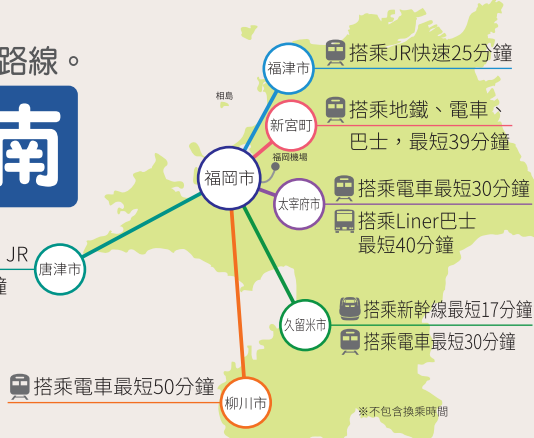 路線。
南
福津市
搭乘JR快速25分鐘
相島
新宮町
搭乘地鐵、電車、
巴士，最短39分鐘
福岡機場
福岡市
太宰府市
搭乘電車最短30分鐘
搭乘Liner巴士
最短40分鐘
JR
鐘
唐津市
久留米市
搭乘新幹線最短17分鐘
搭乘電車最短30分鐘
搭乘電車最短50分鐘
柳川市
※不包含換乘時間